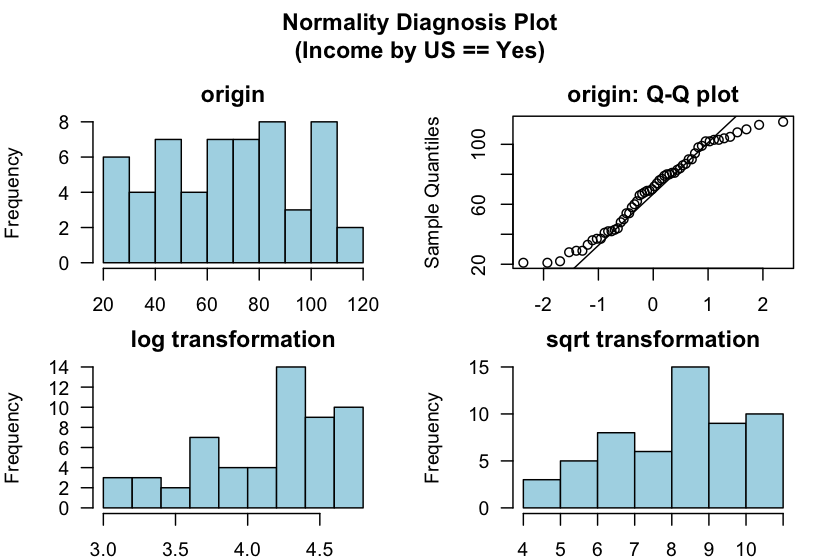 Normality Diagnosis Plot
(Income by US == Yes)
origin
Frequency
8
6
4
2
0
20 40 60 80 100 120
origin: Q-Q plot
Sample Quantiles
100
60
20
-2 -1 0 1 2
log transformation
Frequency
14
12
10
8
6
4
2
0
3.0 3.5 4.0 4.5
sqrt transformation
Frequency
15
10
5
0
4 5 6 7 8 9 10